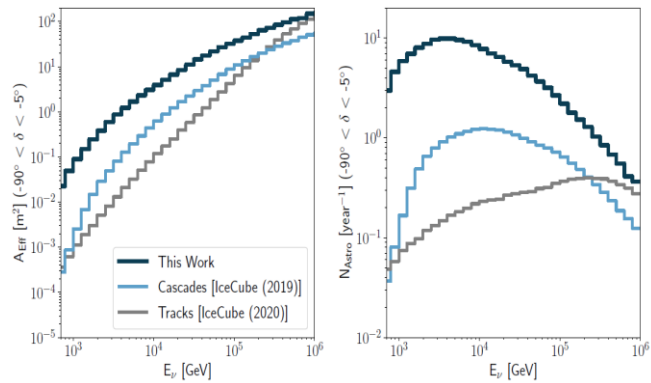 A_Eff [m²] (-90° < δ < -5°)
10²
10¹
10⁰
10⁻¹
10⁻²
10⁻³
10⁻⁴
10⁻⁵
This Work
Cascades [IceCube (2019)]
Tracks [IceCube (2020)]
10³
10⁴
10⁵
10⁶
E_ν [GeV]
N_Astro [year⁻¹] (-90° < δ < -5°)
10¹
10⁰
10⁻¹
10⁻²
10³
10⁴
10⁵
10⁶
E_ν [GeV]